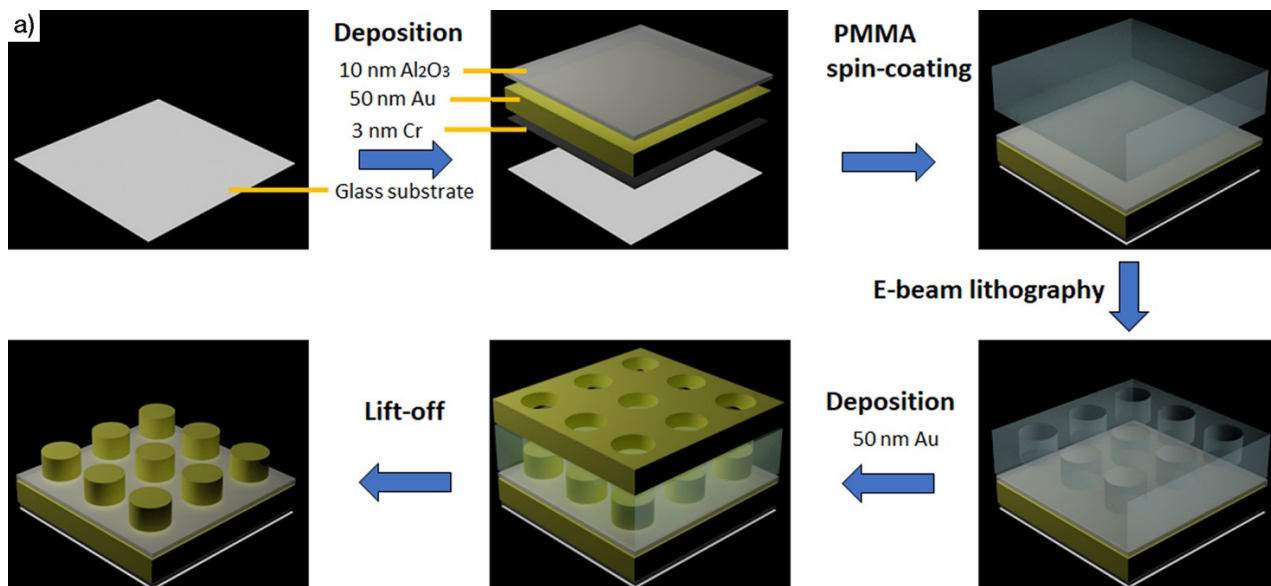 a)
Deposition
10 nm Al₂O₃
50 nm Au
3 nm Cr
Glass substrate
PMMA
spin-coating
E-beam lithography
Deposition
50 nm Au
Lift-off